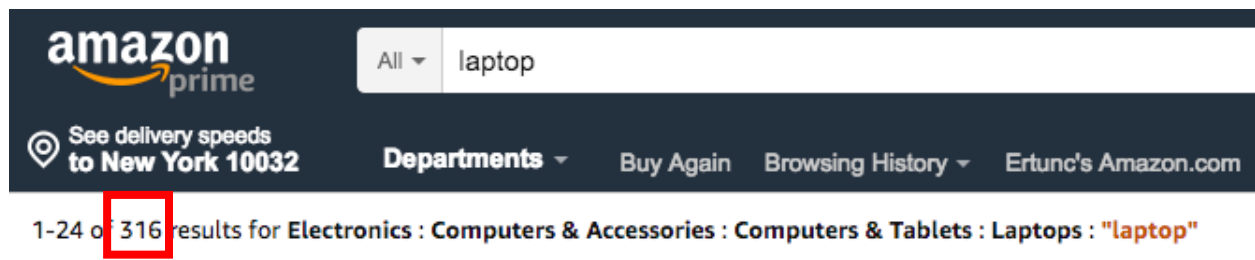 amazon
prime
All laptop
See delivery speeds
to New York 10032
Departments Buy Again Browsing History Ertunc's Amazon.com
1-24 of 316 results for Electronics : Computers & Accessories : Computers & Tablets : Laptops : "laptop"